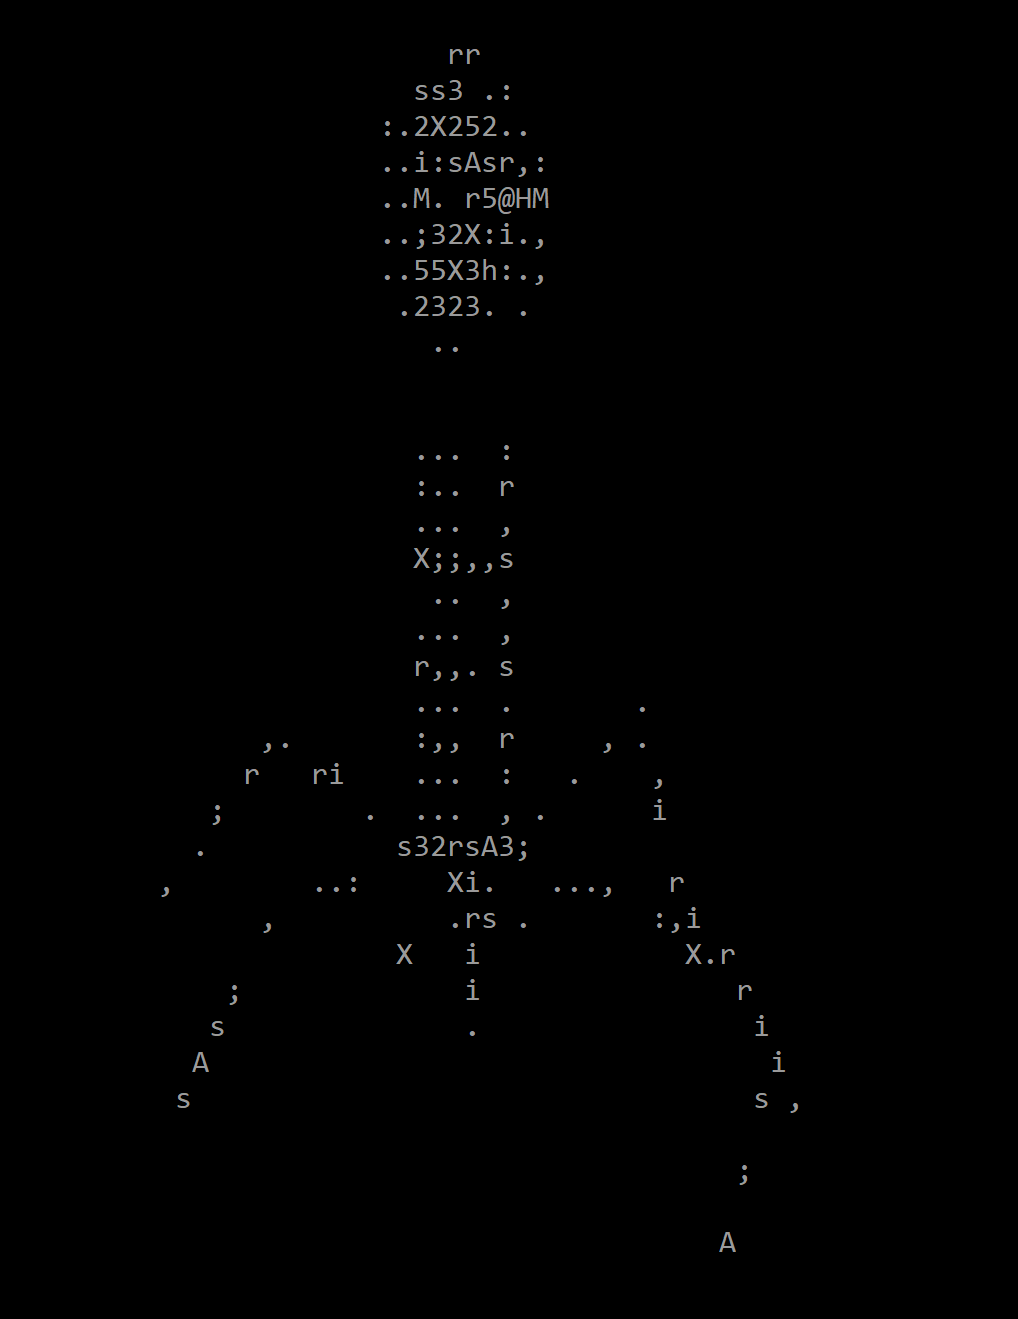 rr
ss3 .:
:.2X252..
..i:sAsr,:
..M. r5@HM
..;32X:i.,
..55X3h:.,
.2323. .
..
...  :
:..  r
...  ,
X;;,,s
..  ,
...  ,
r,,. s
...  .       .
,.       :,,  r     , .
r   ri    ...  :   .    ,
;        .  ...  , .      i
.           s32rsA3;
,        ..:     Xi.   ...,   r
,          .rs .       :,i
X   i            X.r
;             i               r
s              .                i
A                                  i
s                                 s ,
;
A